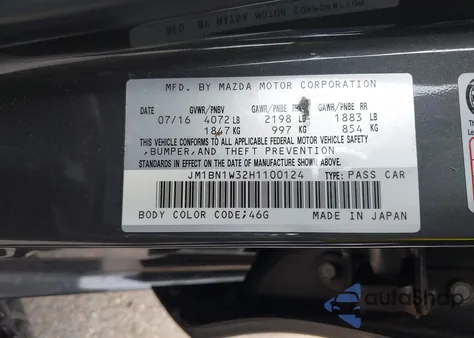 MFD. BY MAZDA MOTOR CORPORATION
GVWR/PNBV GAWR/PNBE GAWR/PNBE RR
07/16 4072 LB 2198 LB 1883 LB
KG 997 KG 854 KG
THIS VEHICLE CONFORMS TO ALL APPLICABLE FEDERAL MOTOR VEHICLE SAFETY
,BUMPER,AND THEFT PREVENTION
STANDARDS IN EFFECT ON THE DATE OF MANUFACTURE SHOWN ABOVE.
JM1BN1W32H1100124 TYPE: PASS CAR
BODY COLOR CODE;46G MADE IN JAPAN
autoShop